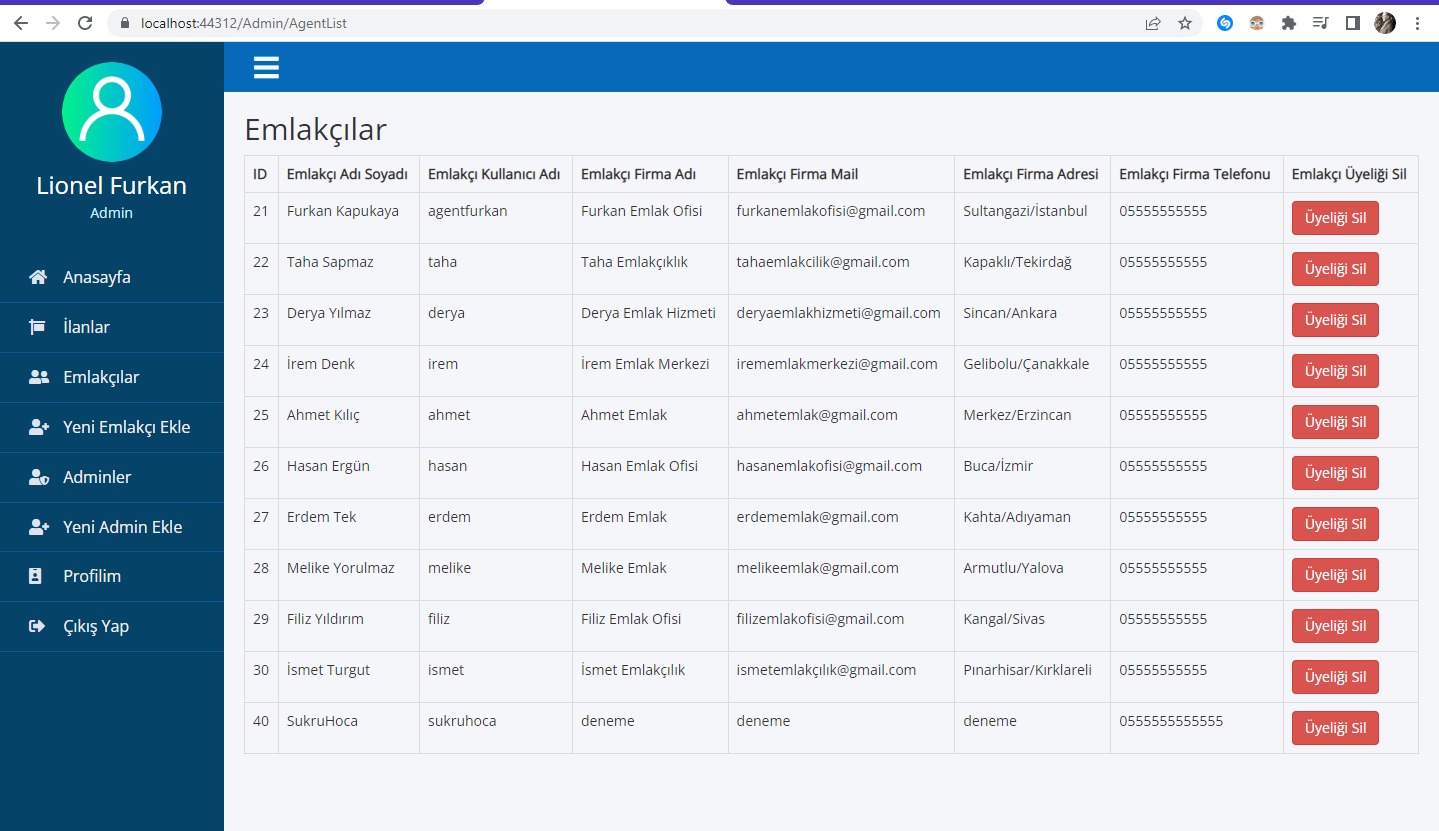 localhost:44312/Admin/AgentList
Lionel Furkan
Admin
Anasayfa
İlanlar
Emlakçılar
Yeni Emlakçı Ekle
Adminler
Yeni Admin Ekle
Profilim
Çıkış Yap
Emlakçılar
ID Emlakçı Adı Soyadı Emlakçı Kullanıcı Adı Emlakçı Firma Adı Emlakçı Firma Mail Emlakçı Firma Adresi Emlakçı Firma Telefonu Emlakçı Üyeliği Sil
21 Furkan Kapukaya agentfurkan Furkan Emlak Ofisi furkanemlakofisi@gmail.com Sultangazi/İstanbul 05555555555 Üyeliği Sil
22 Taha Sapmaz taha Taha Emlakçıklık tahaemlakcilik@gmail.com Kapaklı/Tekirdağ 05555555555 Üyeliği Sil
23 Derya Yılmaz derya Derya Emlak Hizmeti deryaemlakhizmeti@gmail.com Sincan/Ankara 05555555555 Üyeliği Sil
24 İrem Denk irem İrem Emlak Merkezi irememlakmerkezi@gmail.com Gelibolu/Çanakkale 05555555555 Üyeliği Sil
25 Ahmet Kılıç ahmet Ahmet Emlak ahmetemlak@gmail.com Merkez/Erzincan 05555555555 Üyeliği Sil
26 Hasan Ergün hasan Hasan Emlak Ofisi hasanemlakofisi@gmail.com Buca/İzmir 05555555555 Üyeliği Sil
27 Erdem Tek erdem Erdem Emlak erdememlak@gmail.com Kahta/Adıyaman 05555555555 Üyeliği Sil
28 Melike Yorulmaz melike Melike Emlak melikeemlak@gmail.com Armutlu/Yalova 05555555555 Üyeliği Sil
29 Filiz Yıldırım filiz Filiz Emlak Ofisi filizemlakofisi@gmail.com Kangal/Sivas 05555555555 Üyeliği Sil
30 İsmet Turgut ismet İsmet Emlakçılık ismetemlakçılık@gmail.com Pınarhisar/Kırklareli 05555555555 Üyeliği Sil
40 SukruHoca sukruhoca deneme deneme deneme 0555555555555 Üyeliği Sil